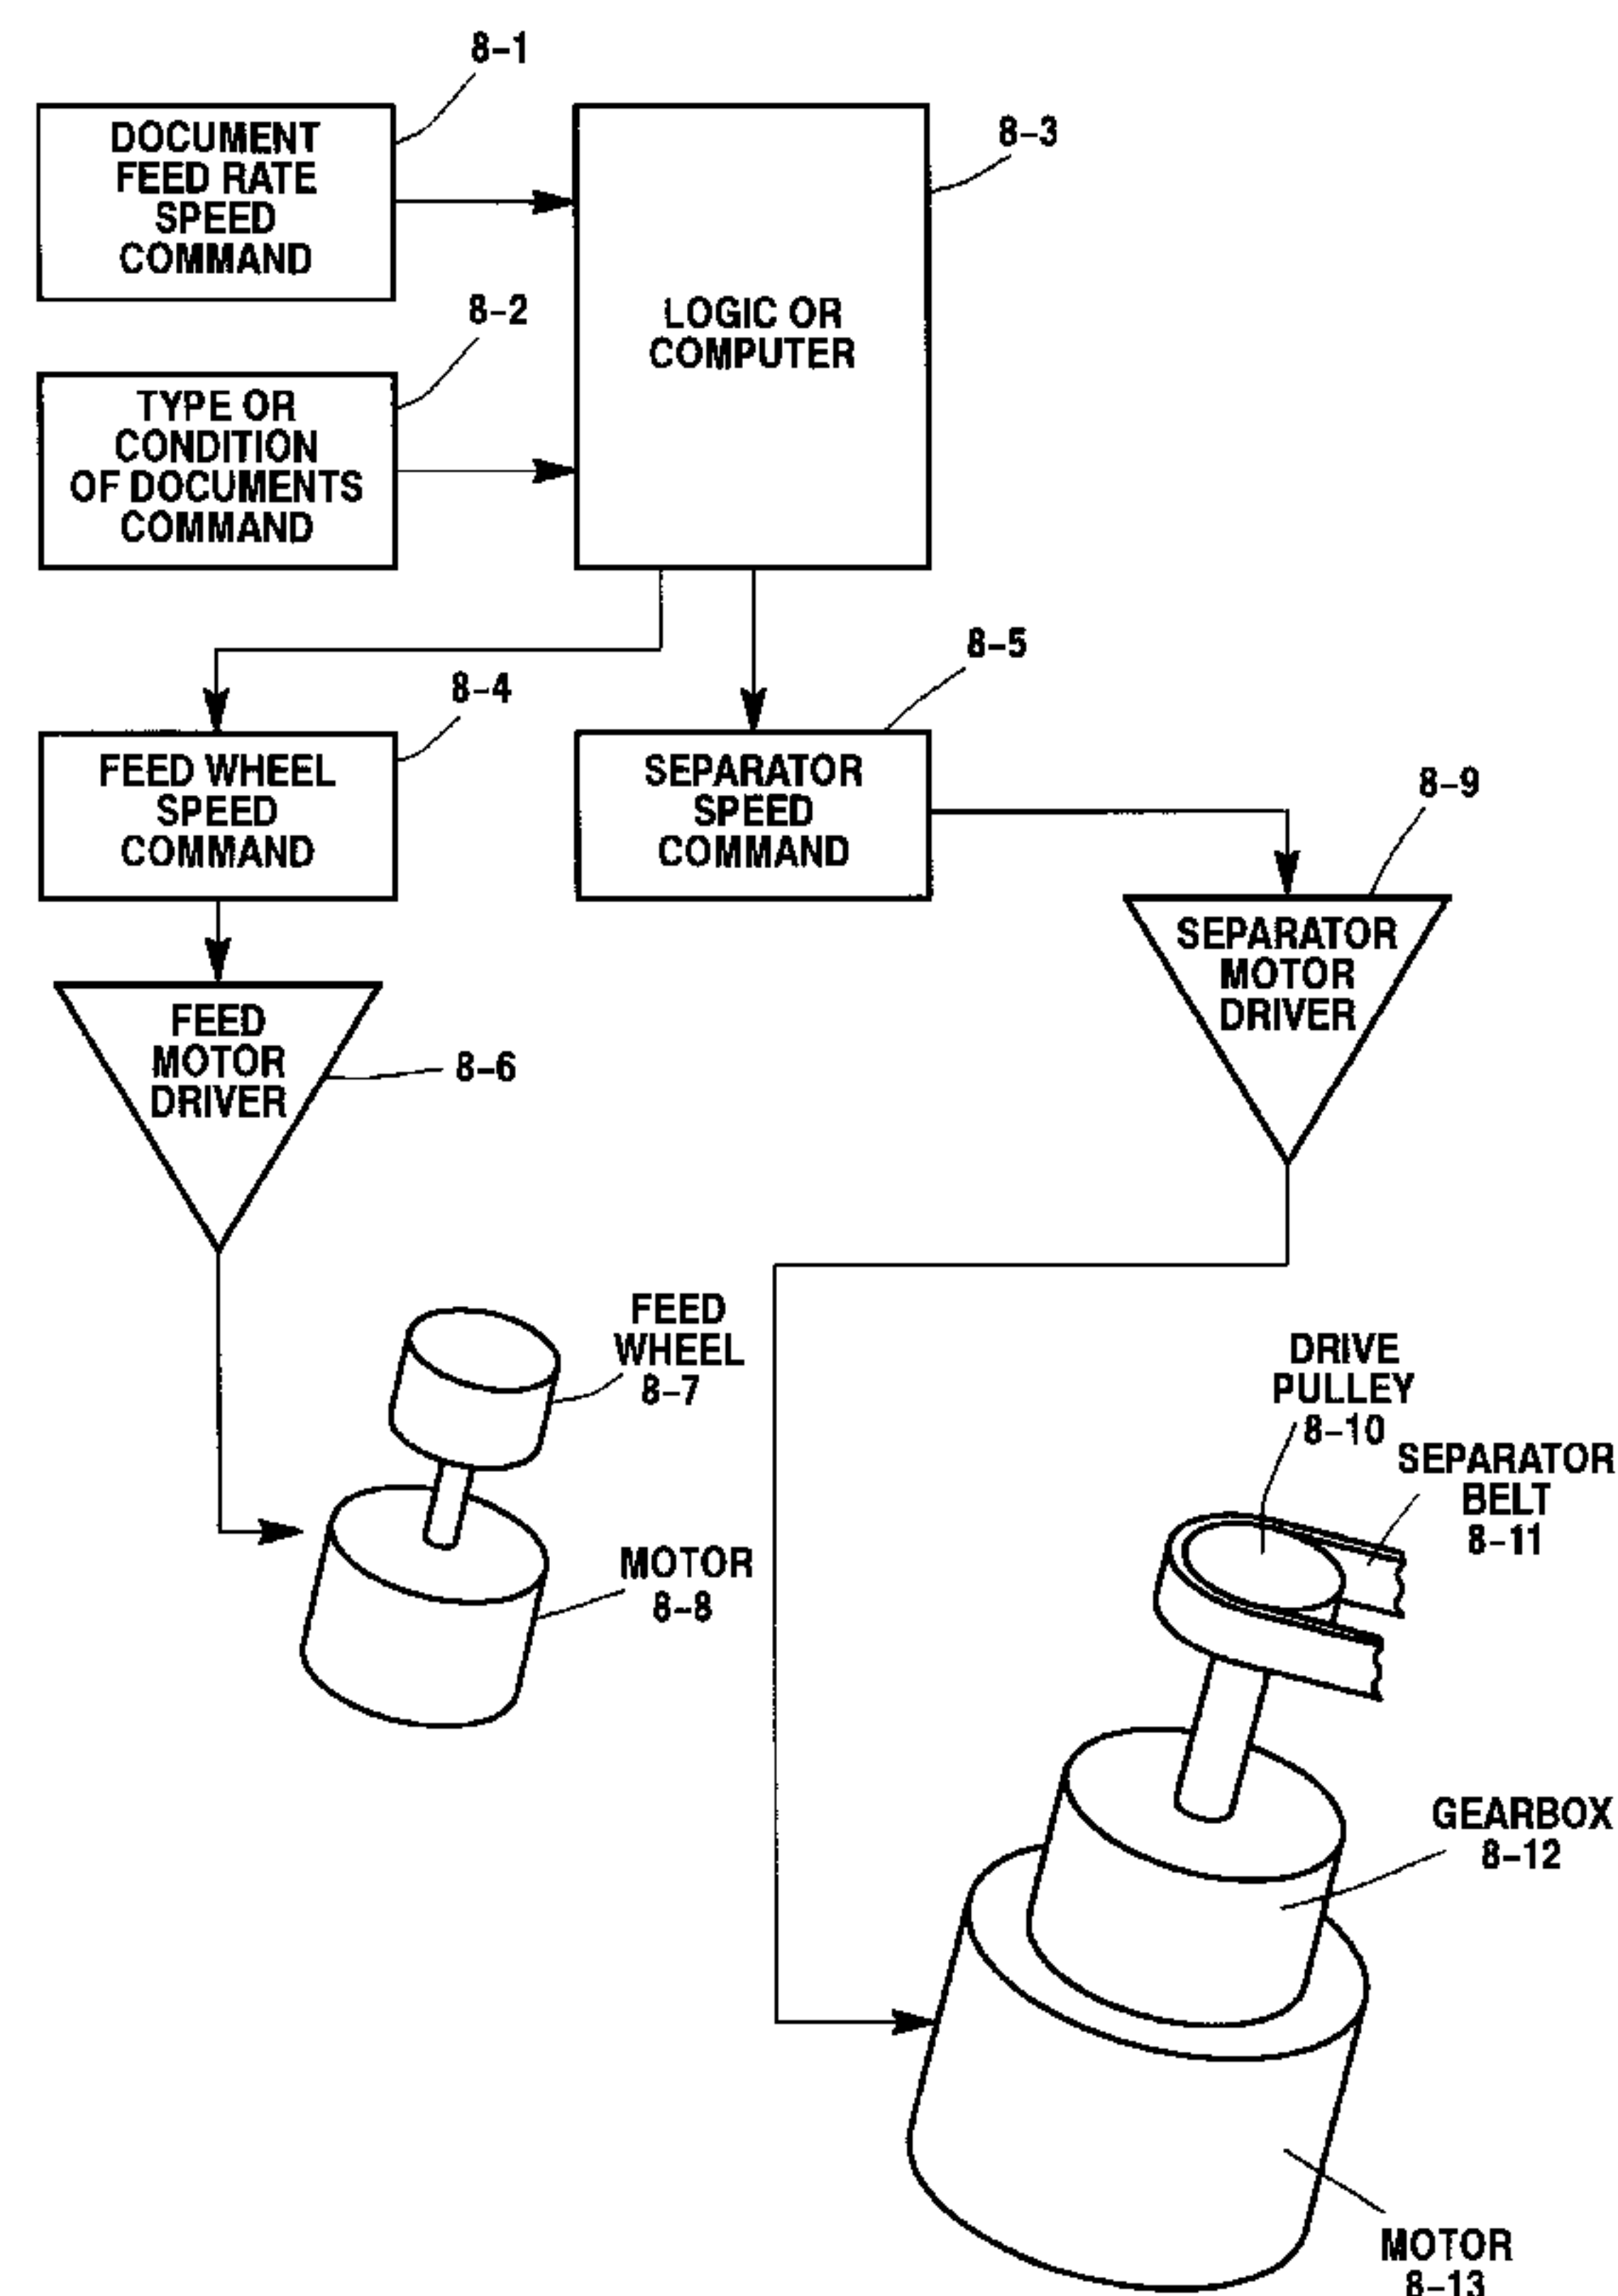 8-1
DOCUMENT
FEED RATE
SPEED
COMMAND
8-3
LOGIC OR
COMPUTER
8-2
TYPE OR
CONDITION
OF DOCUMENTS
COMMAND
8-4
FEED WHEEL
SPEED
COMMAND
8-5
SEPARATOR
SPEED
COMMAND
8-9
SEPARATOR
MOTOR
DRIVER
FEED
MOTOR
DRIVER
8-6
FEED
WHEEL
8-7
MOTOR
8-8
DRIVE
PULLEY
8-10
SEPARATOR
BELT
8-11
GEARBOX
8-12
MOTOR
8-13